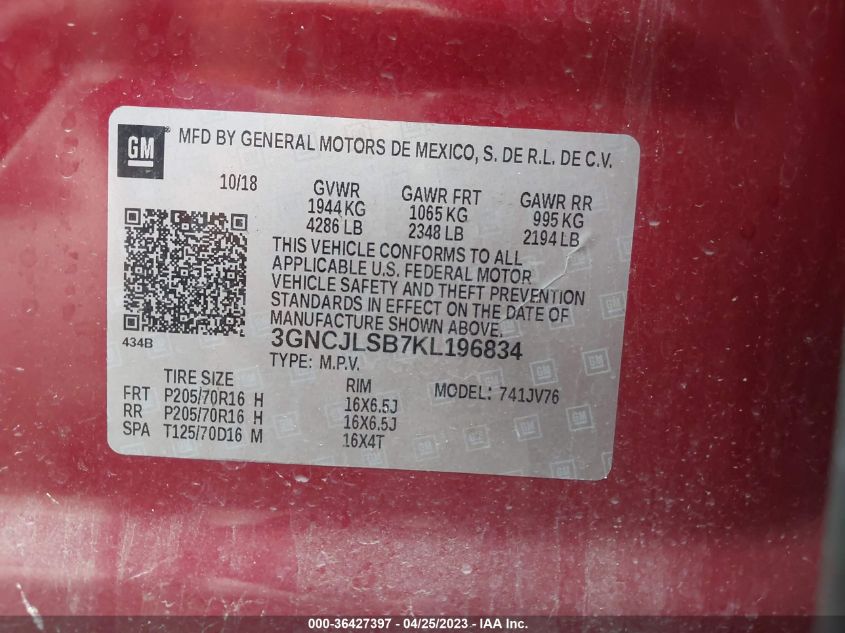 GM ® MFD BY GENERAL MOTORS DE MEXICO, S. DE R.L. DE C.V.
10/18 GVWR GAWR FRT GAWR RR
1944 KG 1065 KG 995 KG
4286 LB 2348 LB 2194 LB
THIS VEHICLE CONFORMS TO ALL
APPLICABLE U.S. FEDERAL MOTOR
VEHICLE SAFETY AND THEFT PREVENTION
STANDARDS IN EFFECT ON THE DATE OF
MANUFACTURE SHOWN ABOVE.
434B 3GNCJLSB7KL196834
TYPE: M.P.V.
TIRE SIZE RIM MODEL: 741JV76
FRT P205/70R16 H 16X6.5J
RR P205/70R16 H 16X6.5J
SPA T125/70D16 M 16X4T
000-36427397 - 04/25/2023 - IAA Inc.